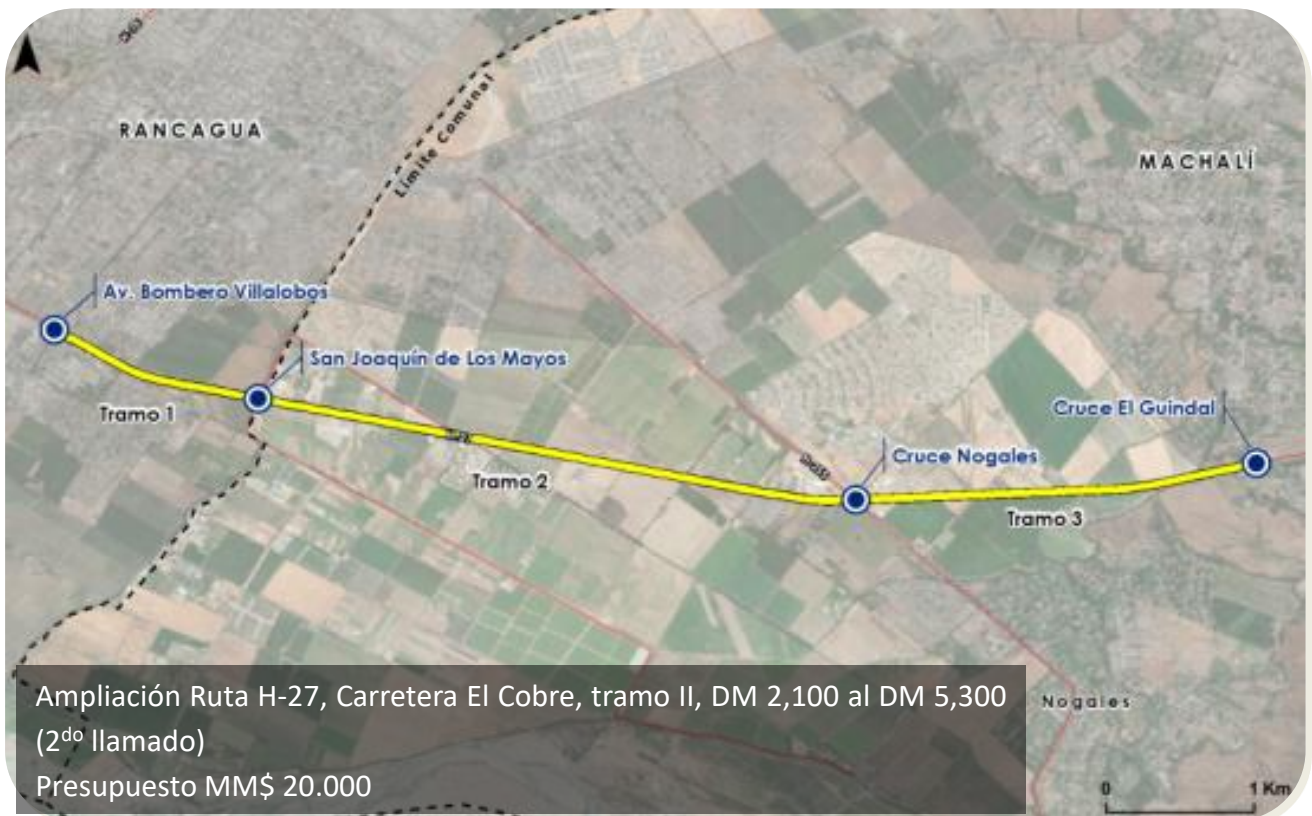 RANCAGUA
Límite Comunal
MACHALÍ
Av. Bombero Villalobos
San Joaquín de Los Mayos
Tramo 1
Cruce El Guindal
Cruce Nogales
Tramo 2
Tramo 3
Nogales
Ampliación Ruta H-27, Carretera El Cobre, tramo II, DM 2,100 al DM 5,300
(2do llamado)
Presupuesto MM$ 20.000
0 1 Km